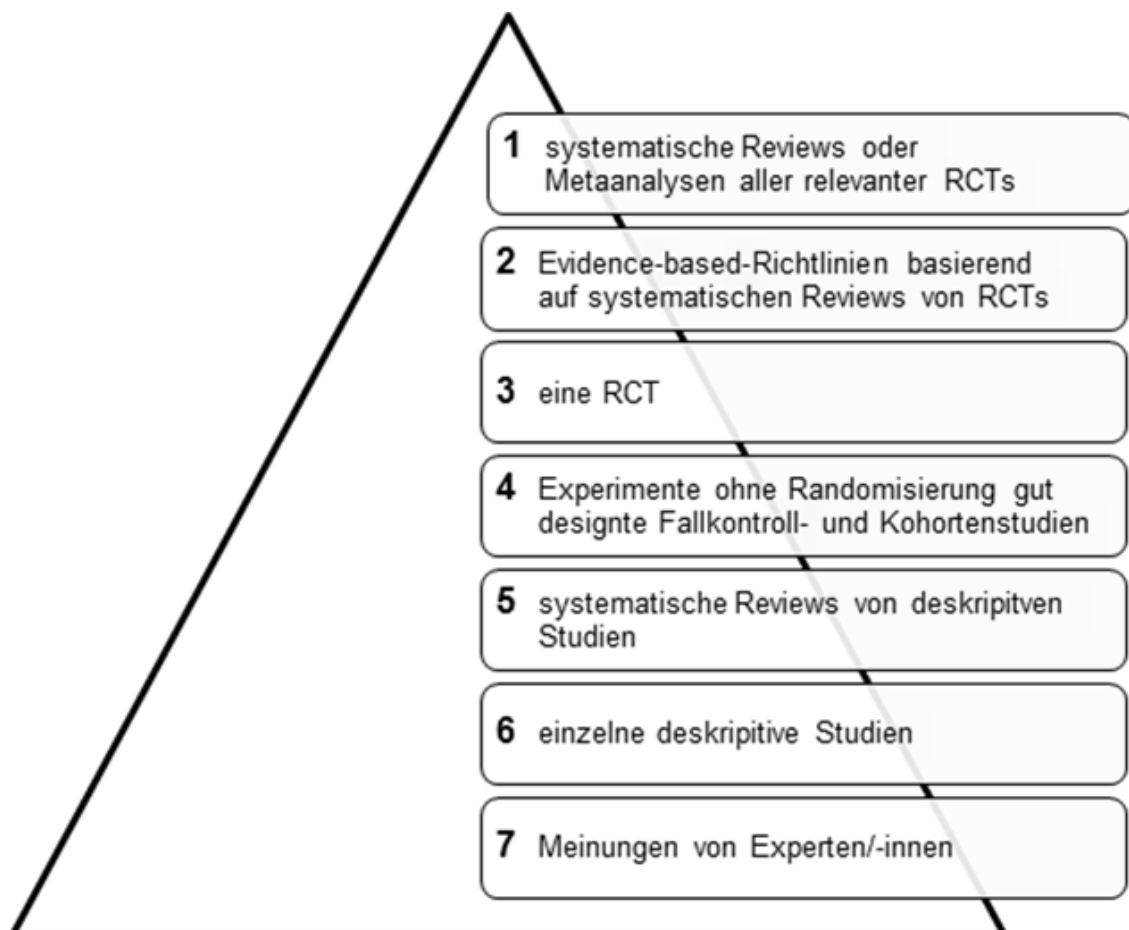 1 systematische Reviews oder
Metaanalysen aller relevanter RCTs
2 Evidence-based-Richtlinien basierend
auf systematischen Reviews von RCTs
3 eine RCT
4 Experimente ohne Randomisierung gut
designte Fallkontroll- und Kohortenstudien
5 systematische Reviews von deskripitven
Studien
6 einzelne deskripitive Studien
7 Meinungen von Experten/-innen